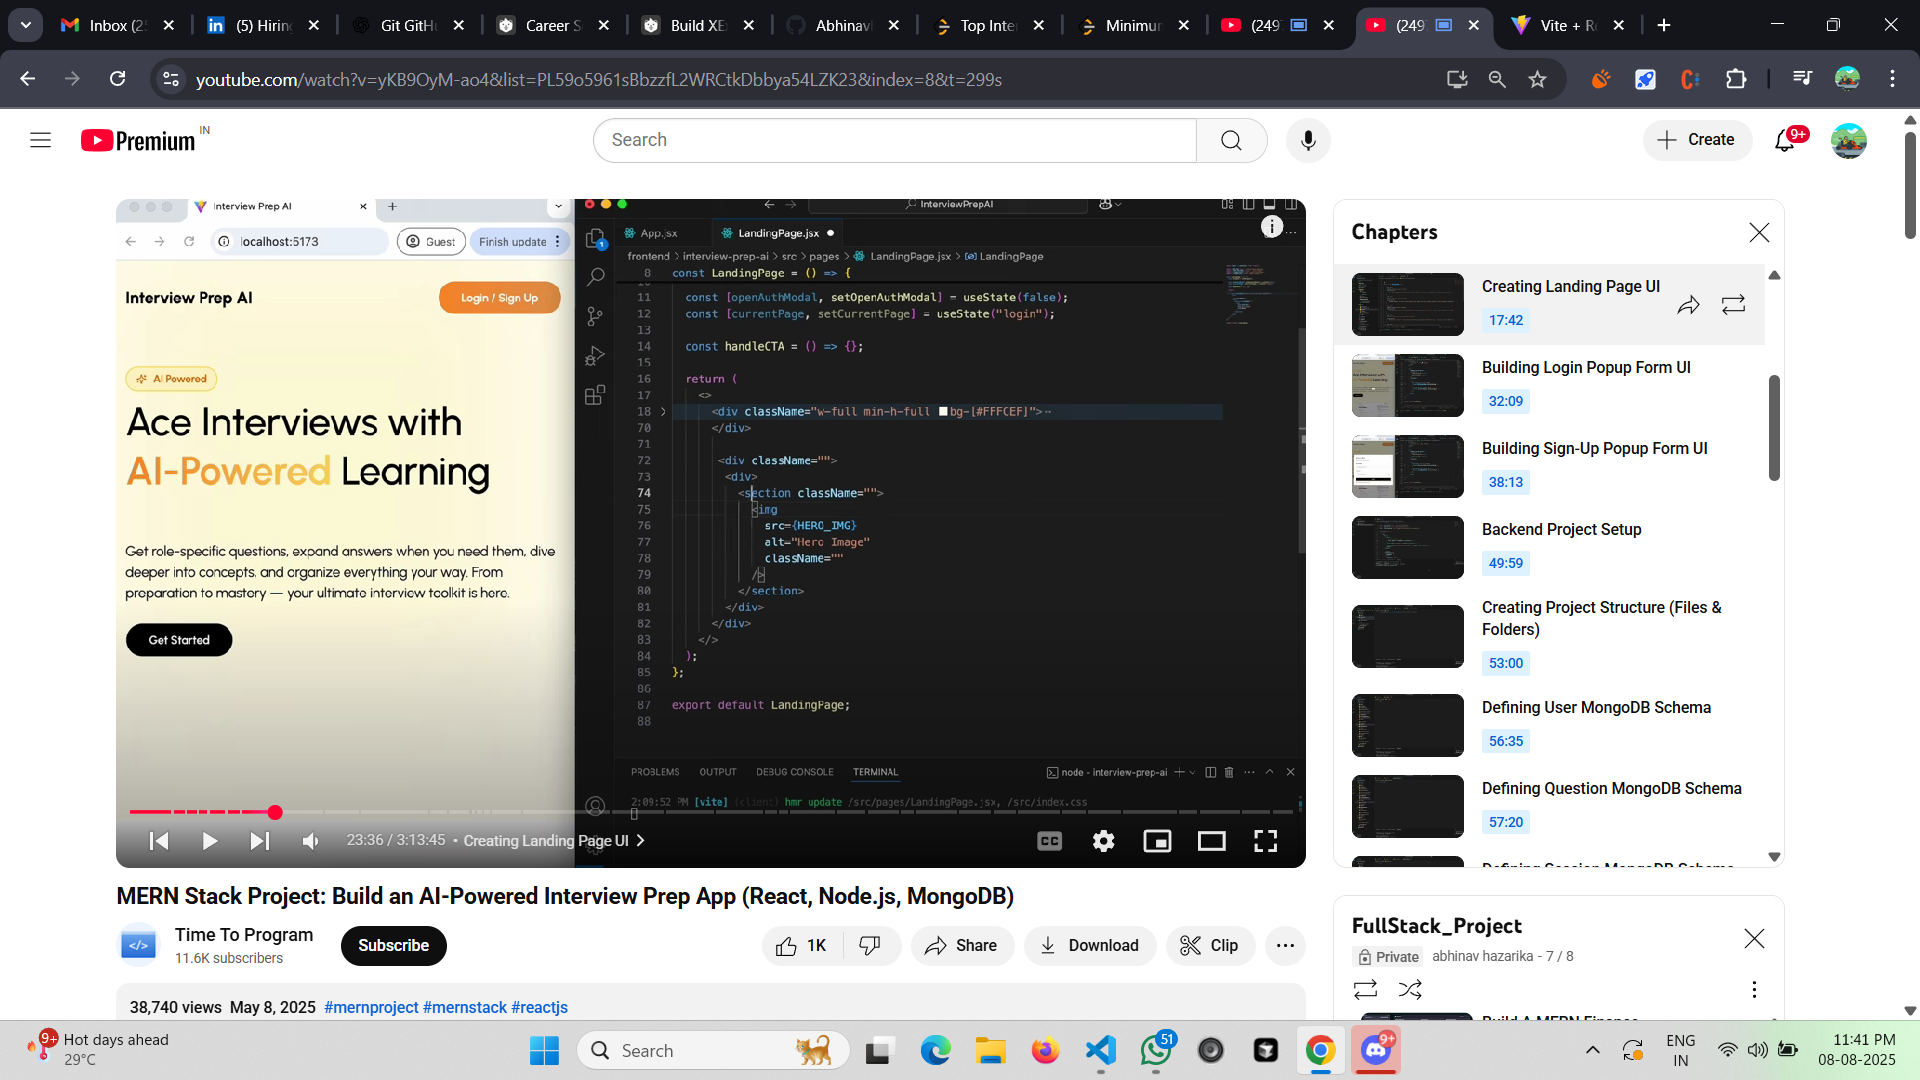 Inbox (25
(5) Hiring
Git GitH
Career S
Build XE
Abhinav
Top Inte
Minimum
(249
(249
Vite + Re
youtube.com/watch?v=yKB9OyM-ao4&list=PL59o5961sBbzzfL2WRCtkDbbya54LZK23&index=8&t=299s
Premium IN
Search
Create
9+
Interview Prep AI
localhost:5173
Guest
Finish update
Interview Prep AI
Login / Sign Up
AI Powered
Ace Interviews with
AI-Powered Learning
Get role-specific questions, expand answers when you need them, dive
deeper into concepts, and organize everything your way. From
preparation to mastery — your ultimate interview toolkit is here.
Get Started
InterviewPrepAI
App.jsx
LandingPage.jsx
frontend > interview-prep-ai > src > pages > LandingPage.jsx > LandingPage
8 const LandingPage = () => {
11 const [openAuthModal, setOpenAuthModal] = useState(false);
12 const [currentPage, setCurrentPage] = useState("login");
13
14 const handleCTA = () => {};
15
16 return (
17 <>
18 <div className="w-full min-h-full bg-[#FFFCEF]">
70 </div>
71
72 <div className="">
73 <div>
74 <section className="">
75 <img
76 src={HERO_IMG}
77 alt="Hero Image"
78 className=""
79 />
80 </section>
81 </div>
82 </div>
83 </>
84 );
85 };
86
87 export default LandingPage;
88
PROBLEMS OUTPUT DEBUG CONSOLE TERMINAL
node - interview-prep-ai
2:09:52 PM [vite] (client) hmr update /src/pages/LandingPage.jsx, /src/index.css
23:36 / 3:13:45 • Creating Landing Page UI
CC
Chapters
Creating Landing Page UI
17:42
Building Login Popup Form UI
32:09
Building Sign-Up Popup Form UI
38:13
Backend Project Setup
49:59
Creating Project Structure (Files &
Folders)
53:00
Defining User MongoDB Schema
56:35
Defining Question MongoDB Schema
57:20
Defining Session MongoDB Schema
MERN Stack Project: Build an AI-Powered Interview Prep App (React, Node.js, MongoDB)
Time To Program
11.6K subscribers
Subscribe
1K
Share
Download
Clip
38,740 views May 8, 2025 #mernproject #mernstack #reactjs
FullStack_Project
Private abhinav hazarika - 7 / 8
Build A MERN Finance
9+
Hot days ahead
29°C
Search
51
9+
ENG
IN
11:41 PM
08-08-2025